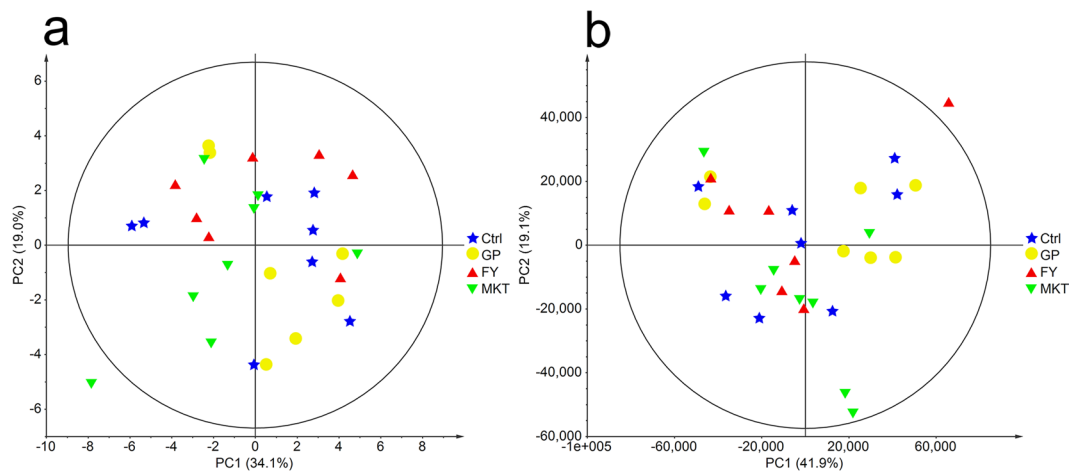 a
6
4
2
0
-2
-4
-6
-10 -8 -6 -4 -2 0 2 4 6 8
PC1 (34.1%)
PC2 (19.0%)
Ctrl
GP
FY
MKT
b
40,000
20,000
0
-20,000
-40,000
-60,000
-1e+005 -60,000 -20,000 20,000 60,000
PC1 (41.9%)
PC2 (19.1%)
Ctrl
GP
FY
MKT